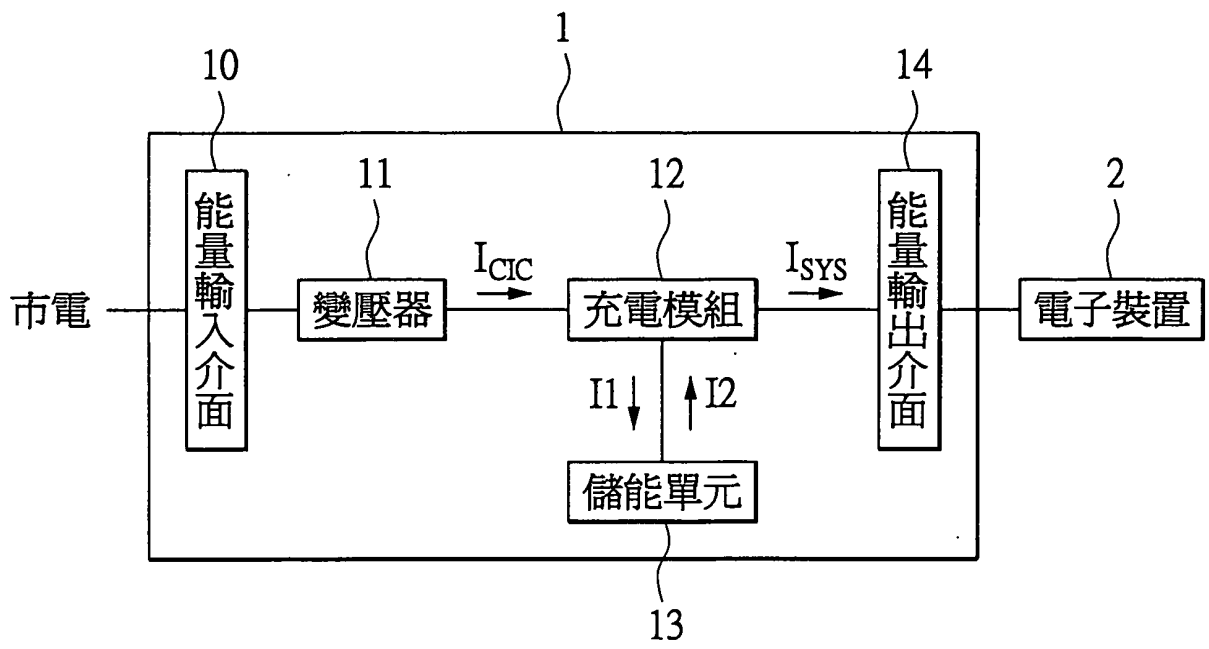 1
10
14
11
12
2
能量輸入介面
能量輸出介面
I_CIC
I_SYS
市電
變壓器
充電模組
電子裝置
I1
I2
儲能單元
13